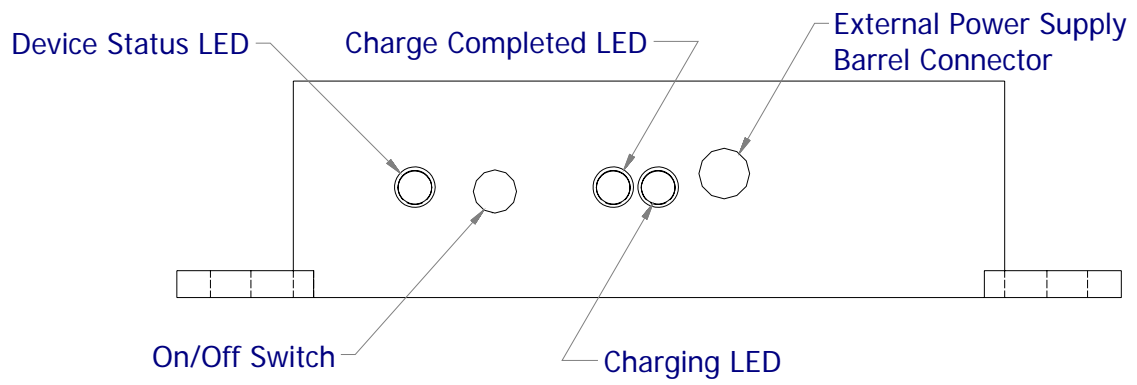 Device Status LED
Charge Completed LED
External Power Supply
Barrel Connector
On/Off Switch
Charging LED